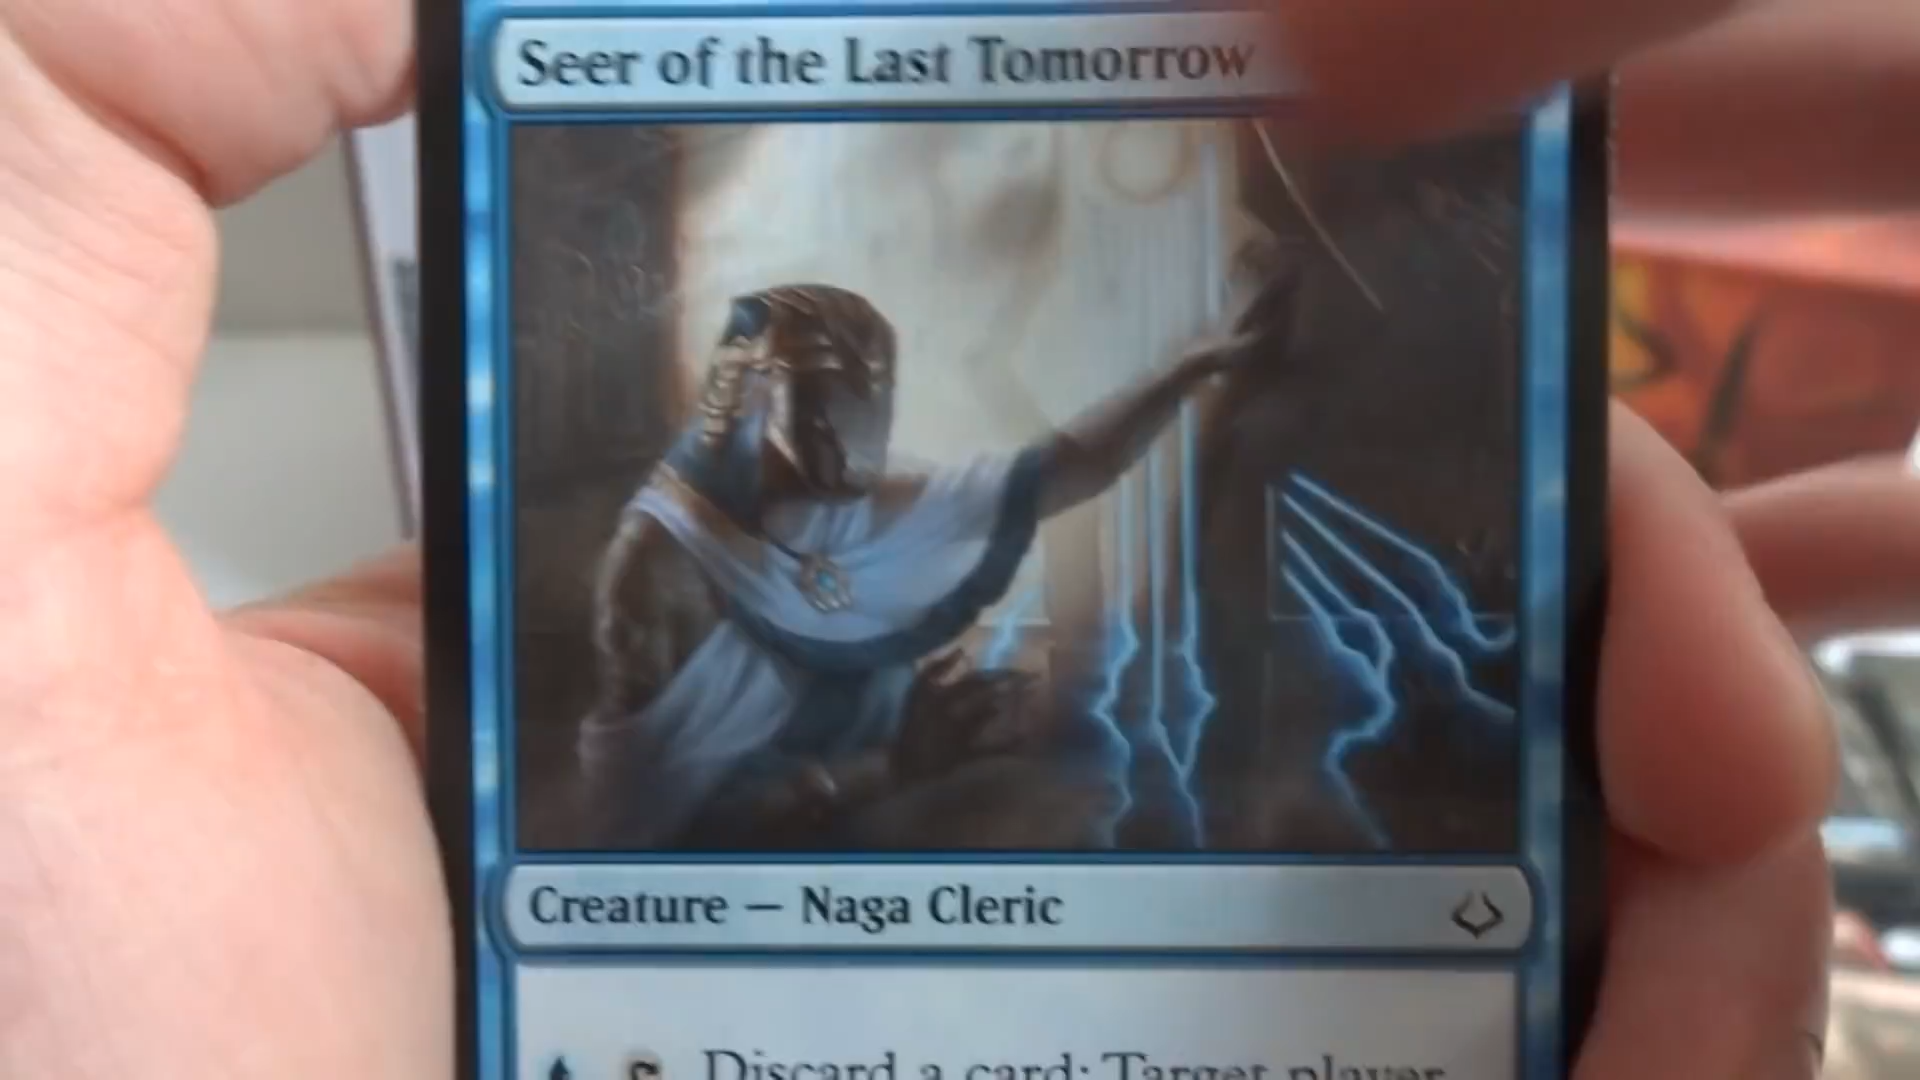 Seer of the Last Tomorrow
Creature — Naga Cleric
Discard a card: Target player